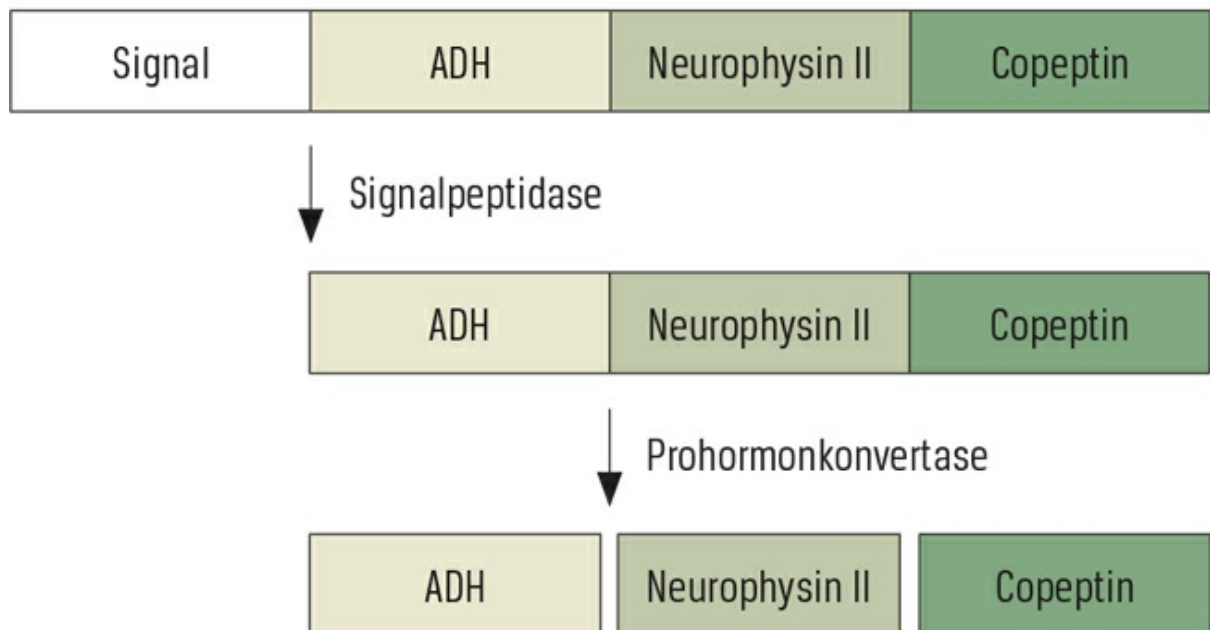 Signal ADH Neurophysin II Copeptin
Signalpeptidase
ADH Neurophysin II Copeptin
Prohormonkonvertase
ADH Neurophysin II Copeptin